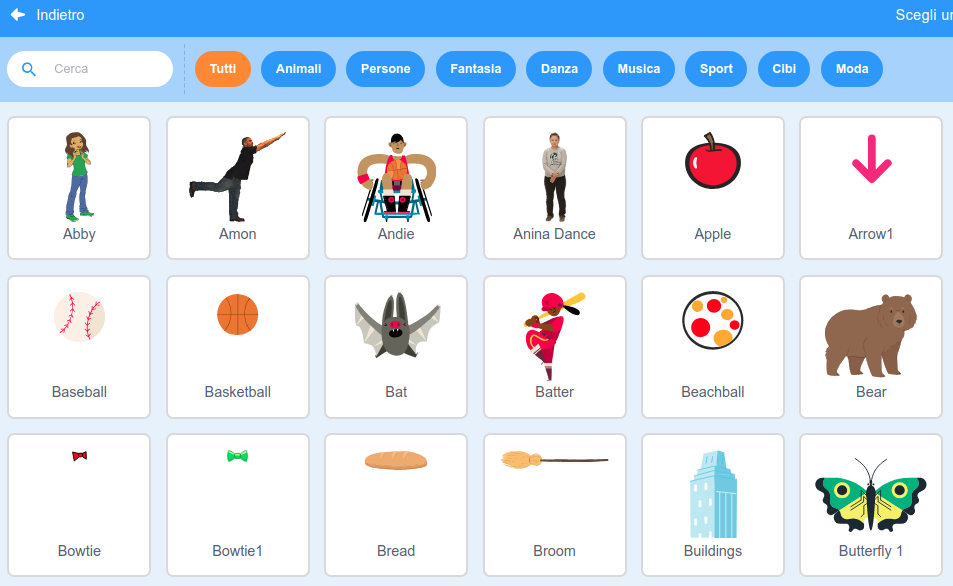 Indietro
Scegli un
Cerca
Tutti
Animali
Persone
Fantasia
Danza
Musica
Sport
Cibi
Moda
Abby
Amon
Andie
Anina Dance
Apple
Arrow1
Baseball
Basketball
Bat
Batter
Beachball
Bear
Bowtie
Bowtie1
Bread
Broom
Buildings
Butterfly 1